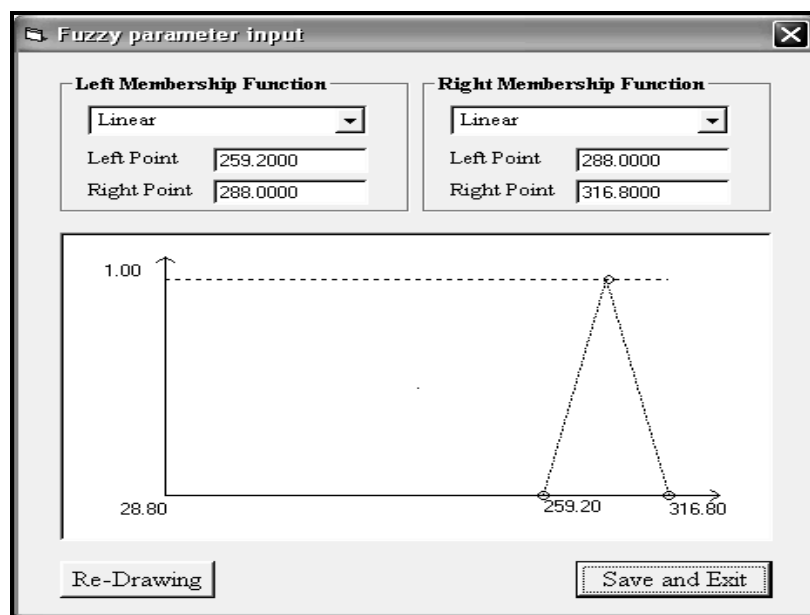 Fuzzy parameter input
Left Membership Function
Linear
Left Point 259.2000
Right Point 288.0000
Right Membership Function
Linear
Left Point 288.0000
Right Point 316.8000
1.00
28.80 259.20 316.80
Re-Drawing Save and Exit